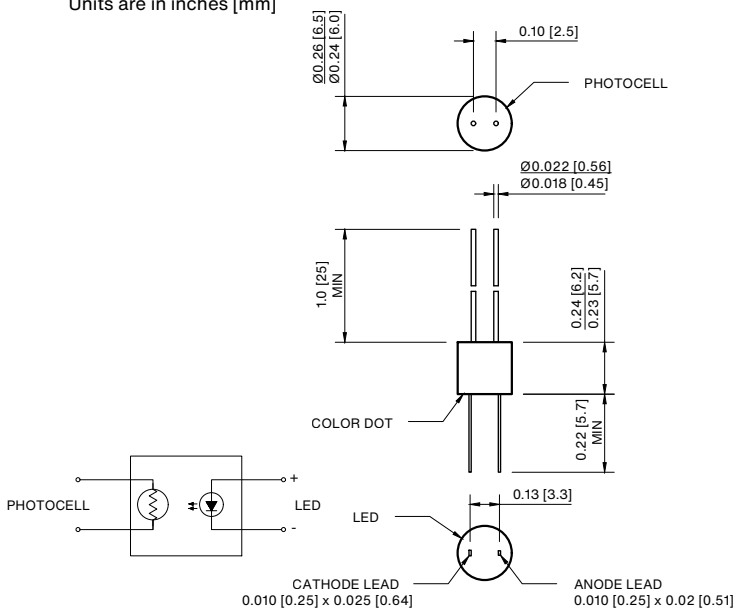 Units are in inches [mm]
Ø0.26 [6.5]
Ø0.24 [6.0]
0.10 [2.5]
PHOTOCELL
Ø0.022 [0.56]
Ø0.018 [0.45]
1.0 [25]
MIN
0.24 [6.2]
0.23 [5.7]
COLOR DOT
0.22 [5.7]
MIN
PHOTOCELL
+
LED
-
0.13 [3.3]
LED
CATHODE LEAD
0.010 [0.25] x 0.025 [0.64]
ANODE LEAD
0.010 [0.25] x 0.02 [0.51]